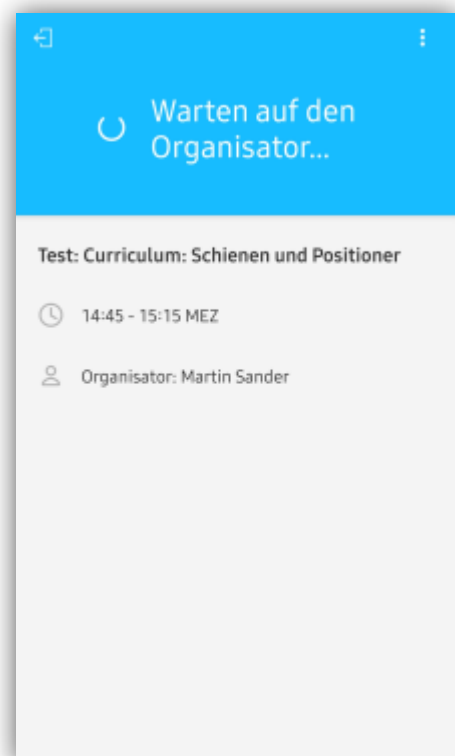 Warten auf den
Organisator...
Test: Curriculum: Schienen und Positioner
14:45 - 15:15 MEZ
Organisator: Martin Sander